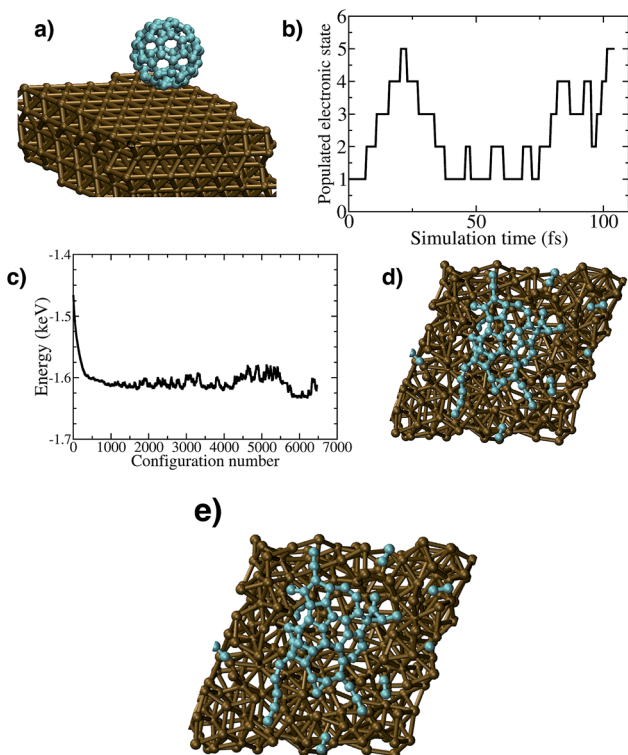 a)
b)
Populated electronic state
6
5
4
3
2
1
0
0 50 100
Simulation time (fs)
c)
Energy (keV)
-1.4
-1.5
-1.6
-1.7
0 1000 2000 3000 4000 5000 6000 7000
Configuration number
d)
e)